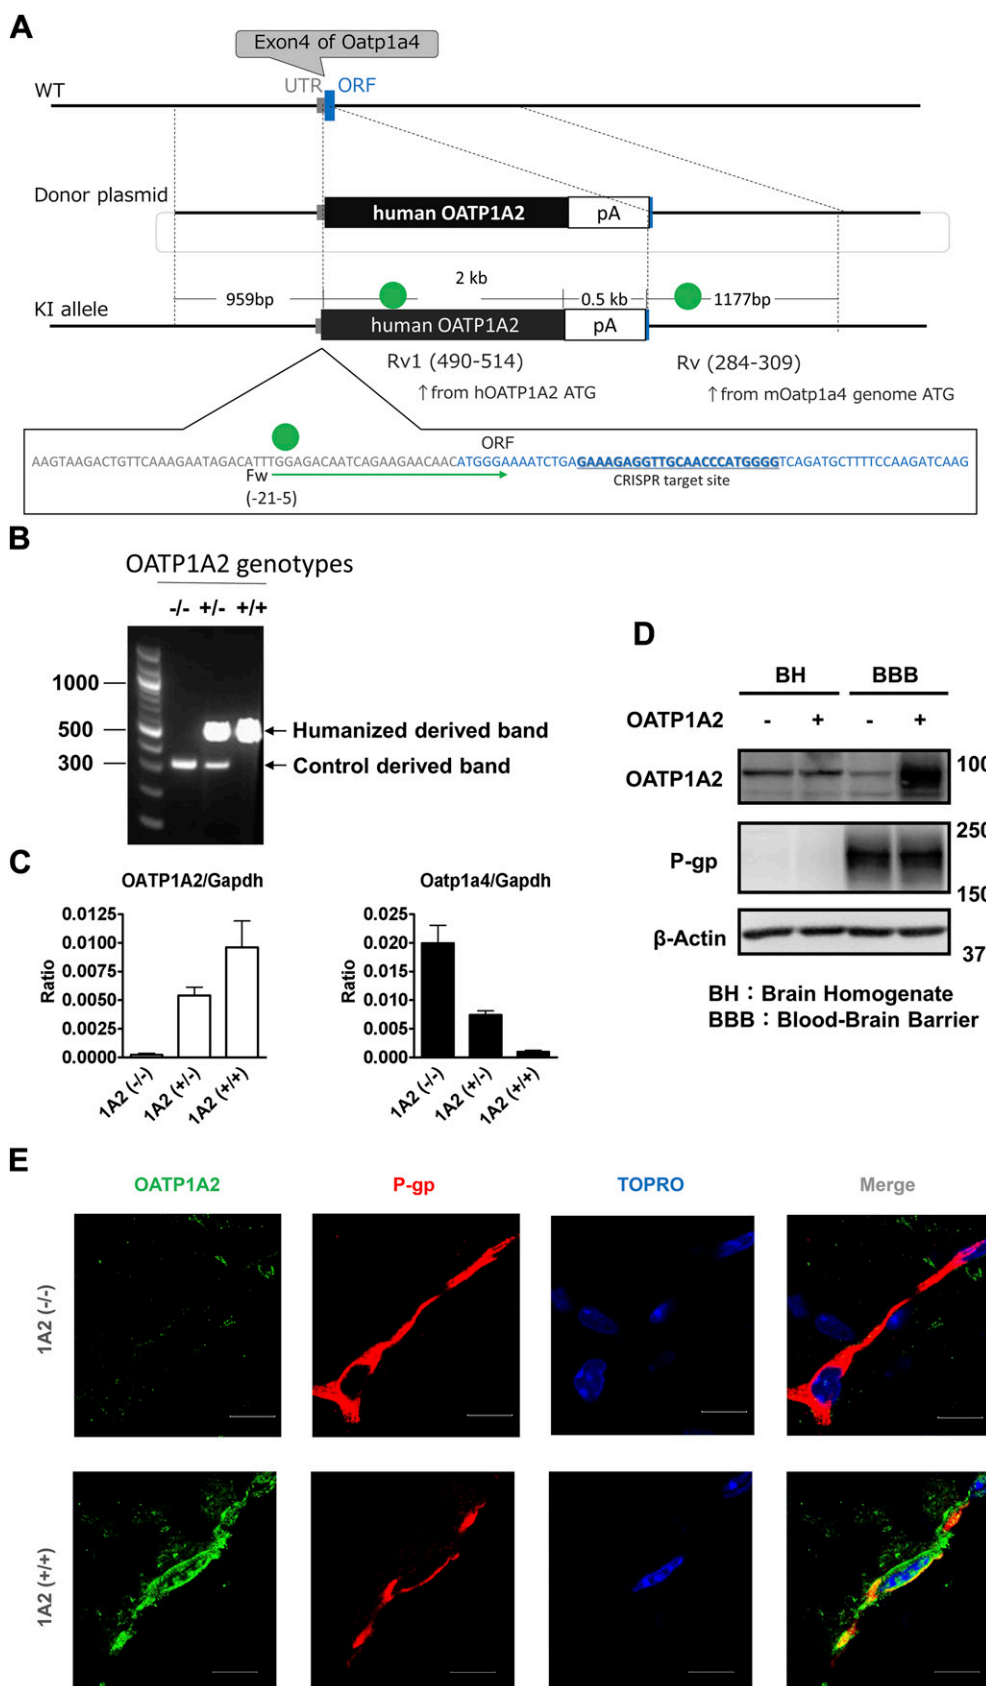 A
Exon4 of Oatp1a4
UTR ORF
WT
Donor plasmid
human OATP1A2 pA
2 kb
959bp 0.5 kb 1177bp
KI allele
human OATP1A2 pA
Rv1 (490-514) Rv (284-309)
↑from hOATP1A2 ATG ↑from mOatp1a4 genome ATG
ORF
AAGTAAGACTGTTCAAAGAATAGACATTTGGAGACAATCAGAAGAACAACATGGGAAAATCTGAGAAAGAGGTTGCAACCCATGGGGTCAGATGCTTTTCCAAGATCAAG
Fw CRISPR target site
(-21-5)
B
OATP1A2 genotypes
-/- +/- +/+
1000
500 Humanized derived band
300 Control derived band
C
OATP1A2/Gapdh Oatp1a4/Gapdh
0.0125 0.025
0.0100 0.020
0.0075 0.015
0.0050 0.010
0.0025 0.005
0.0000 0.000
Ratio Ratio
1A2 (-/-) 1A2 (+/-) 1A2 (+/+) 1A2 (-/-) 1A2 (+/-) 1A2 (+/+)
D
BH BBB
OATP1A2 - + - +
OATP1A2 100
P-gp 250
150
β-Actin 37
BH : Brain Homogenate
BBB : Blood-Brain Barrier
E
OATP1A2 P-gp TOPRO Merge
1A2 (-/-)
1A2 (+/+)